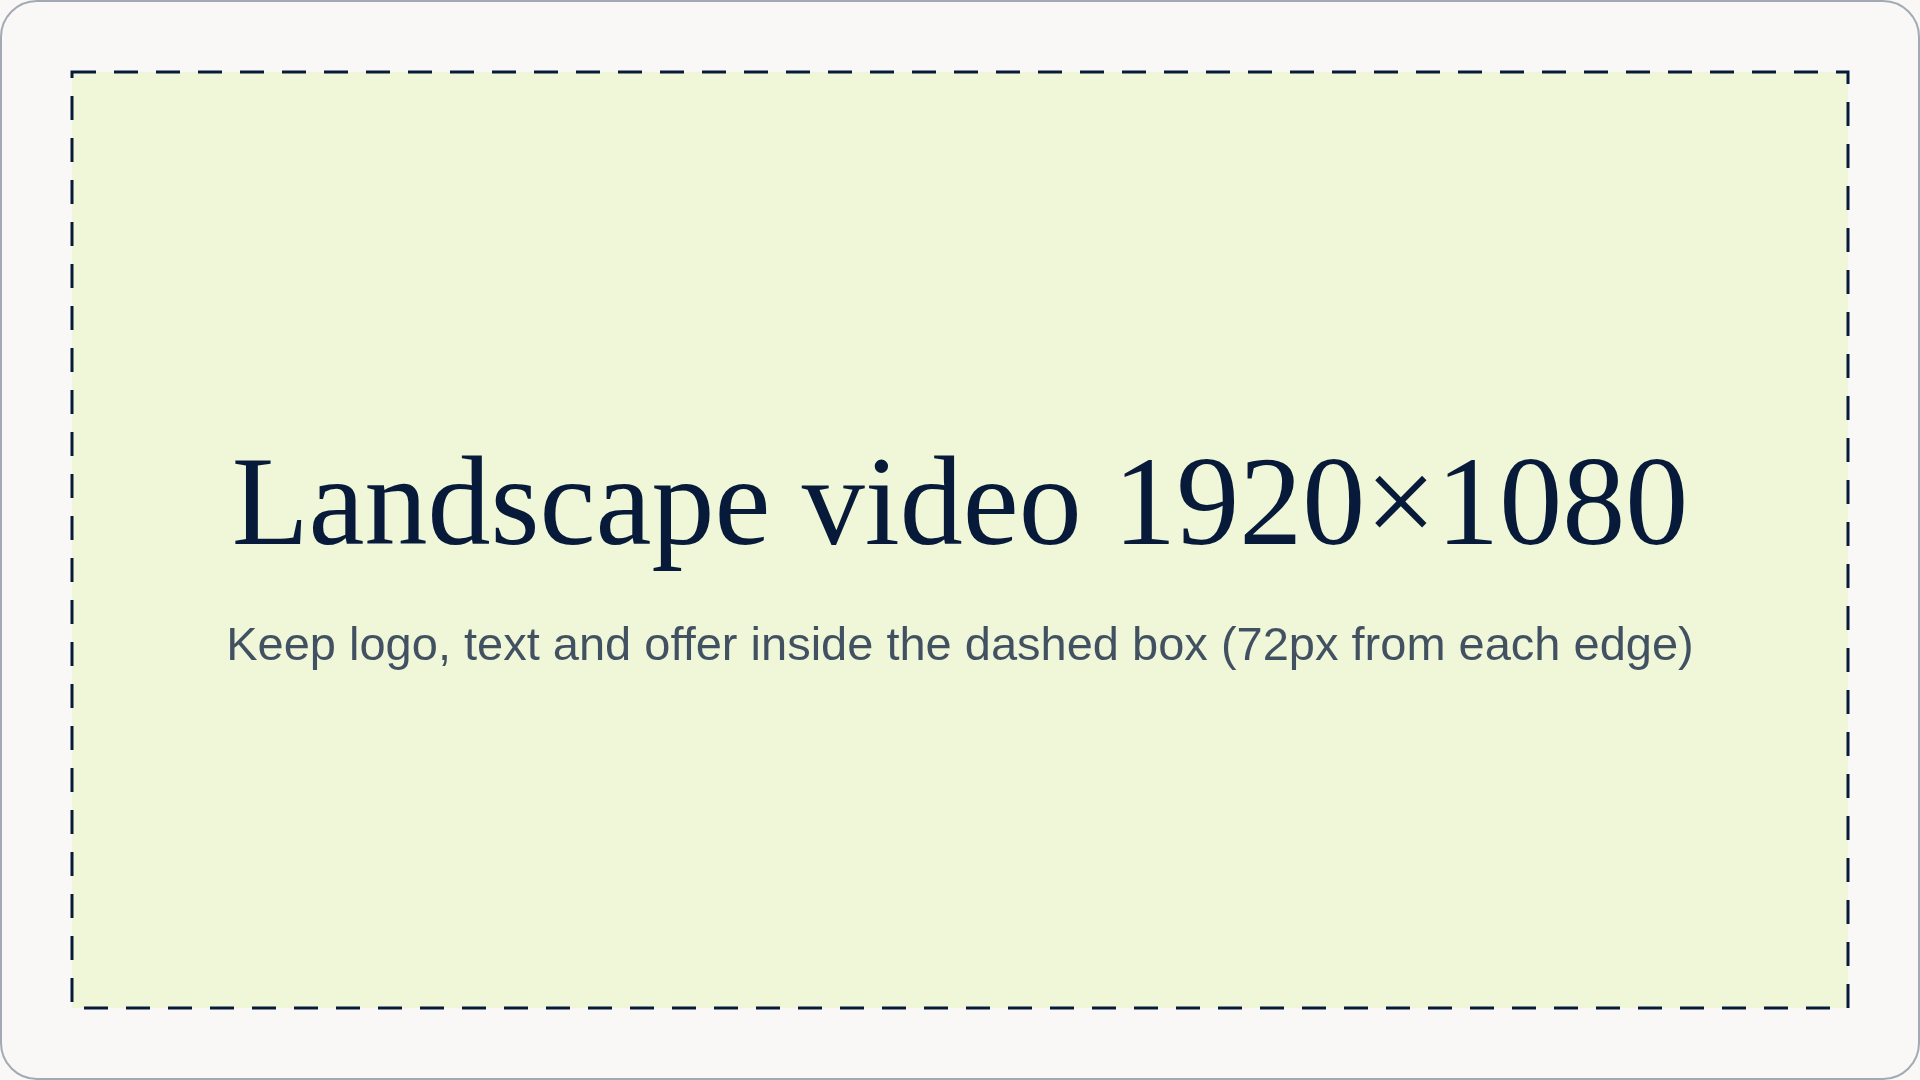 Landscape video 1920×1080
Keep logo, text and offer inside the dashed box (72px from each edge)